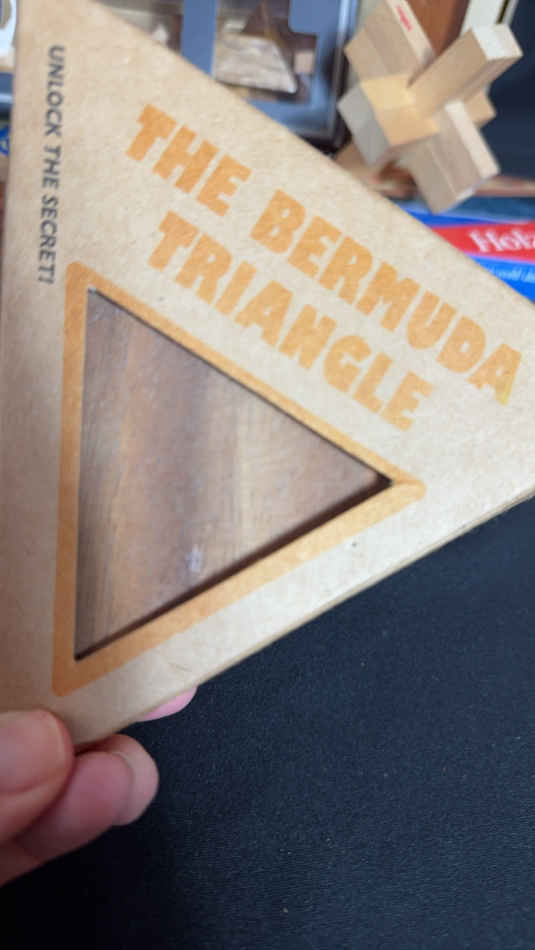 UNLOCK THE SECRET!
THE BERMUDA
TRIANGLE